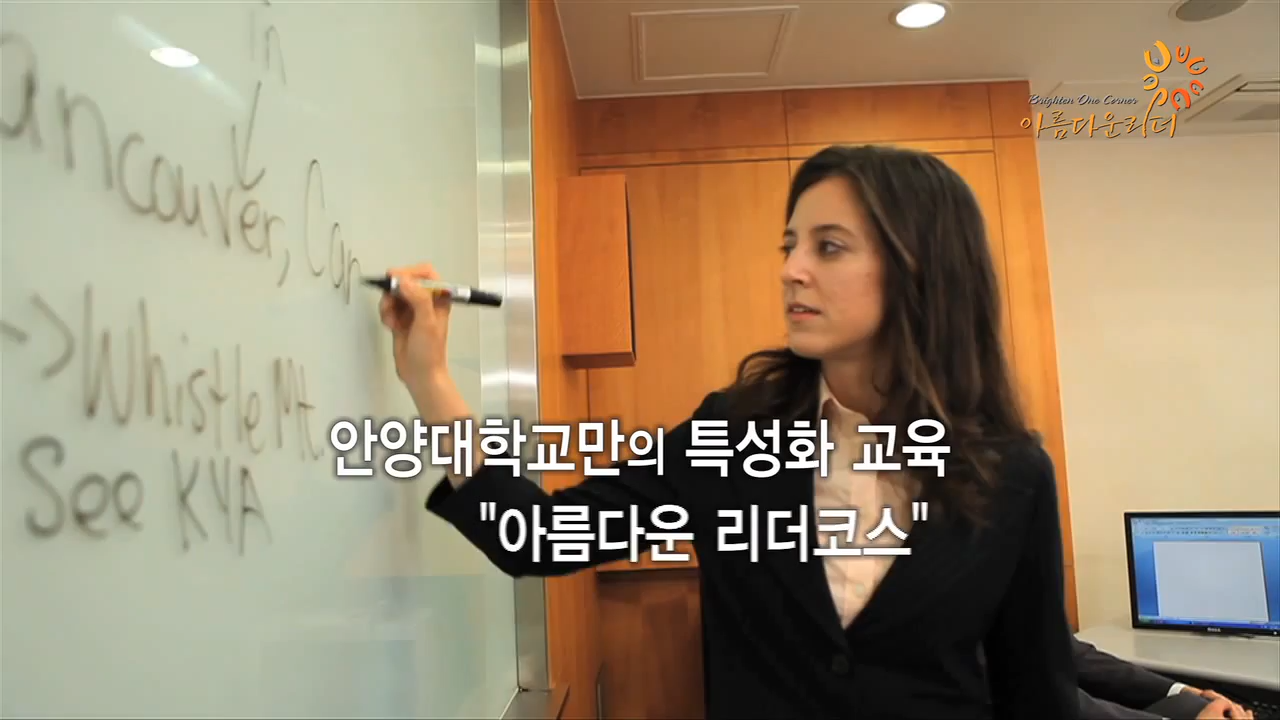 in
ancouver, Can
-> Whistle Mt.
See KYA
Brighten One Corner
아름다운리더
안양대학교만의 특성화 교육
"아름다운 리더코스"